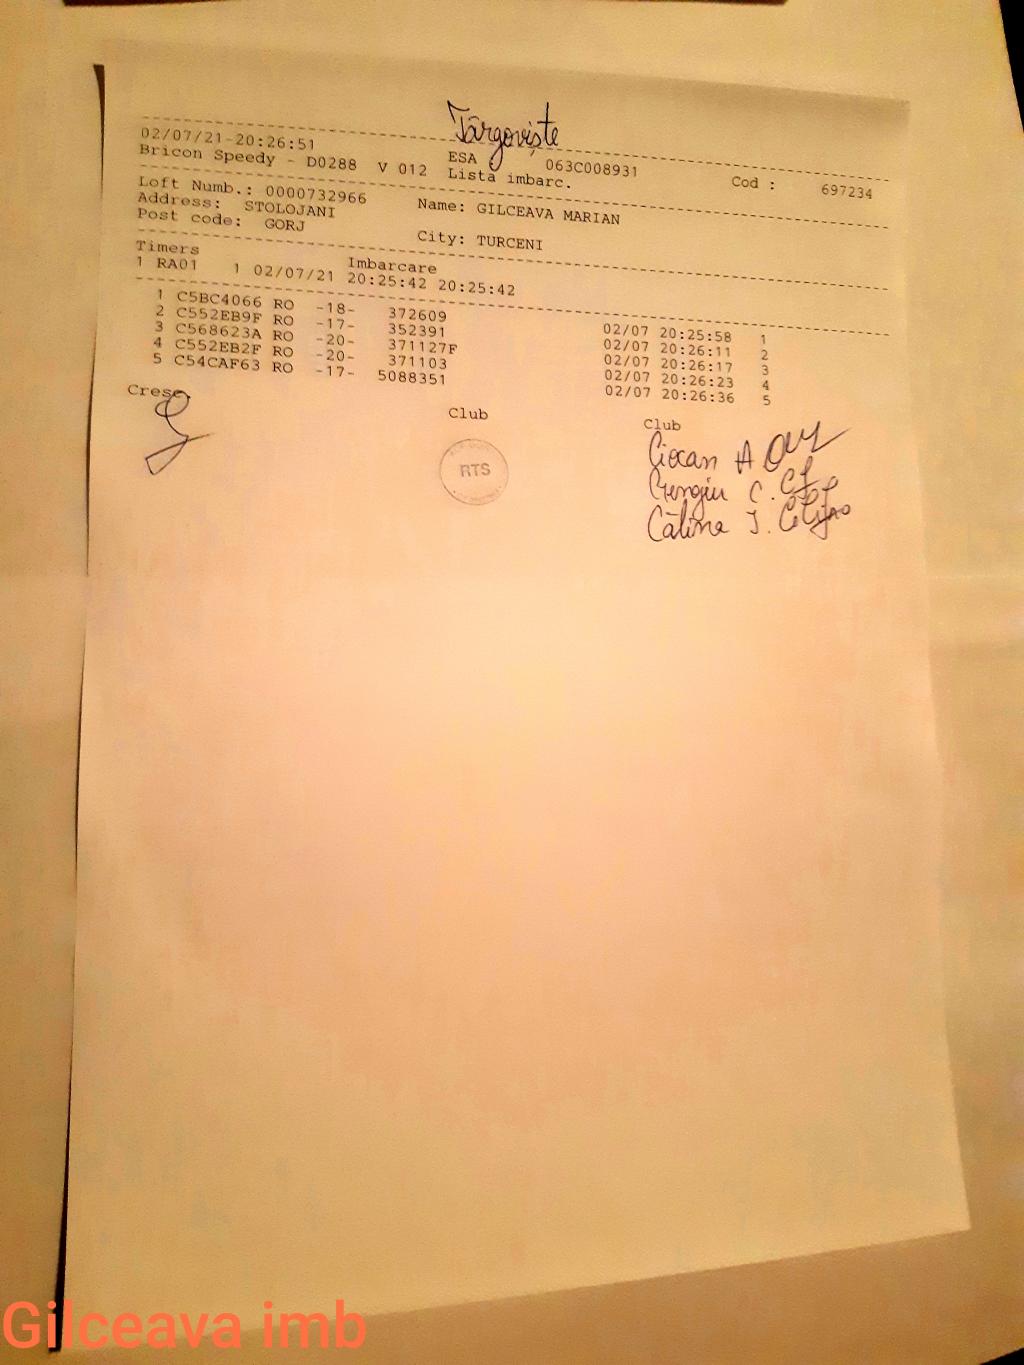 Târgoviște
02/07/21-20:26:51 ESA 063C008931 Cod : 697234
Bricon Speedy - D0288 V 012 Lista imbarc.
Loft Numb.: 0000732966 Name: GILCEAVA MARIAN
Address: STOLOJANI
Post code: GORJ City: TURCENI
Timers Imbarcare
1 RA01 1 02/07/21 20:25:42 20:25:42
1 C5BC4066 RO -18- 372609 02/07 20:25:58 1
2 C552EB9F RO -17- 352391 02/07 20:26:11 2
3 C568623A RO -20- 371127F 02/07 20:26:17 3
4 C552EB2F RO -20- 371103 02/07 20:26:23 4
5 C54CAF63 RO -17- 5088351 02/07 20:26:36 5
Cresc. Club Club
RTS
Ciocan A
C.
Călina I.
Gilceava imb